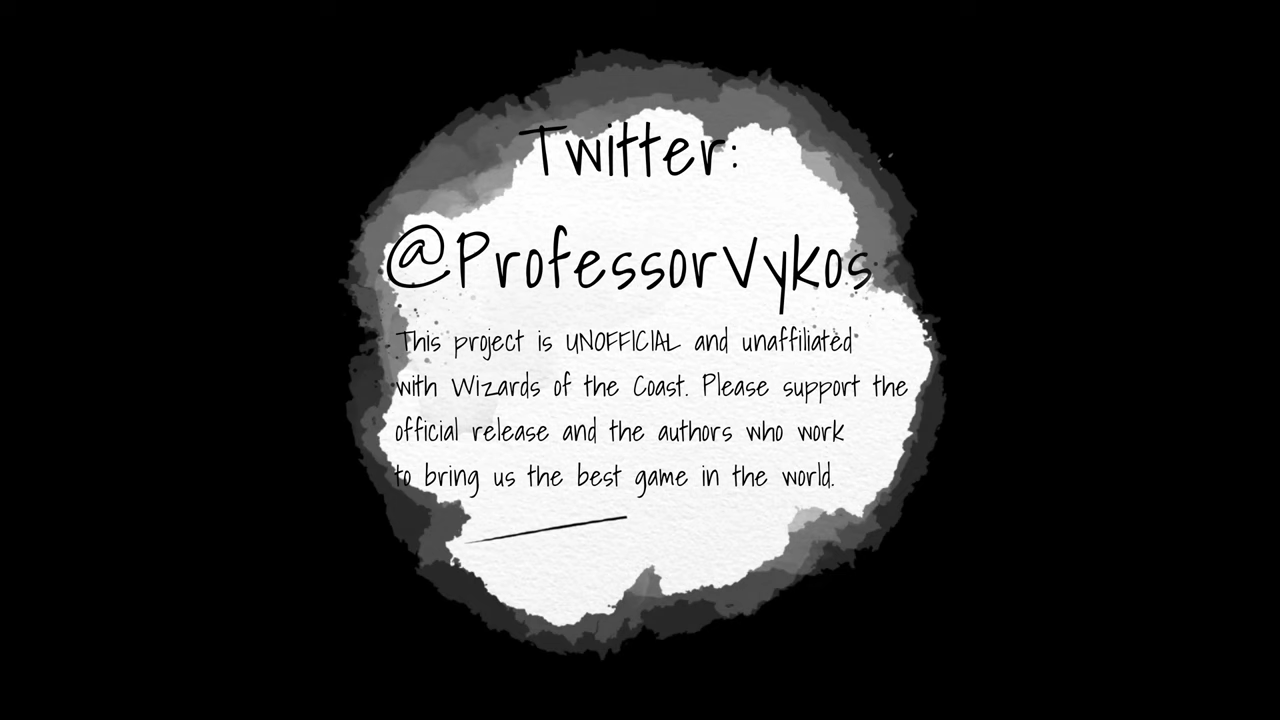 Twitter:
@ProfessorVykos
This project is UNOFFICIAL and unaffiliated
with Wizards of the Coast. Please support the
official release and the authors who work
to bring us the best game in the world.